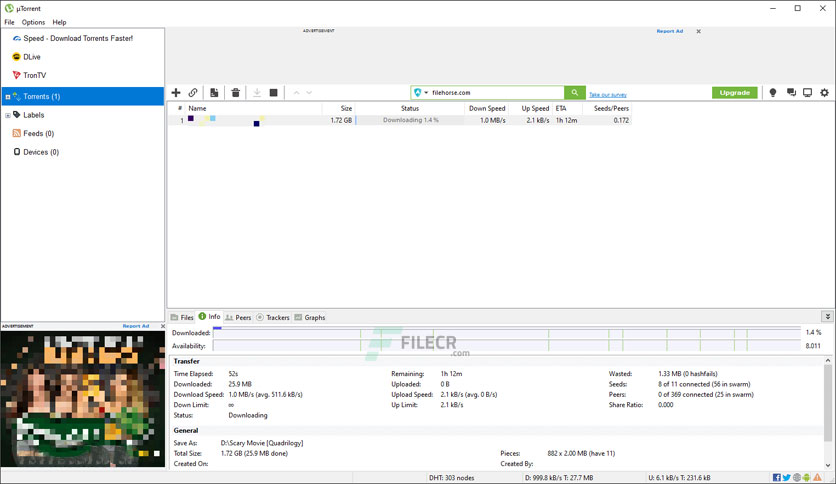 µTorrent
File Options Help
Speed - Download Torrents Faster!
DLive
TronTV
Torrents (1)
Labels
Feeds (0)
Devices (0)
ADVERTISEMENT
Report Ad
filehorse.com
Take our survey
Upgrade
# Name Size Status Down Speed Up Speed ETA Seeds/Peers
1 1.72 GB Downloading 1.4 % 1.0 MB/s 2.1 kB/s 1h 12m 0.172
ADVERTISEMENT Report Ad
Files Info Peers Trackers Graphs
Downloaded: 1.4 %
Availability: 8.011
FILECR
.com
Transfer
Time Elapsed: 52s Remaining: 1h 12m Wasted: 1.33 MB (0 hashfails)
Downloaded: 25.9 MB Uploaded: 0 B Seeds: 8 of 11 connected (56 in swarm)
Download Speed: 1.0 MB/s (avg. 511.6 kB/s) Upload Speed: 2.1 kB/s (avg. 0 B/s) Peers: 0 of 369 connected (25 in swarm)
Down Limit: ∞ Up Limit: 2.1 kB/s Share Ratio: 0.000
Status: Downloading
General
Save As: D:\Scary Movie [Quadrilogy]
Total Size: 1.72 GB (25.9 MB done) Pieces: 882 x 2.00 MB (have 11)
Created On: Created By:
DHT: 303 nodes D: 999.8 kB/s T: 27.7 MB U: 6.1 kB/s T: 231.6 kB